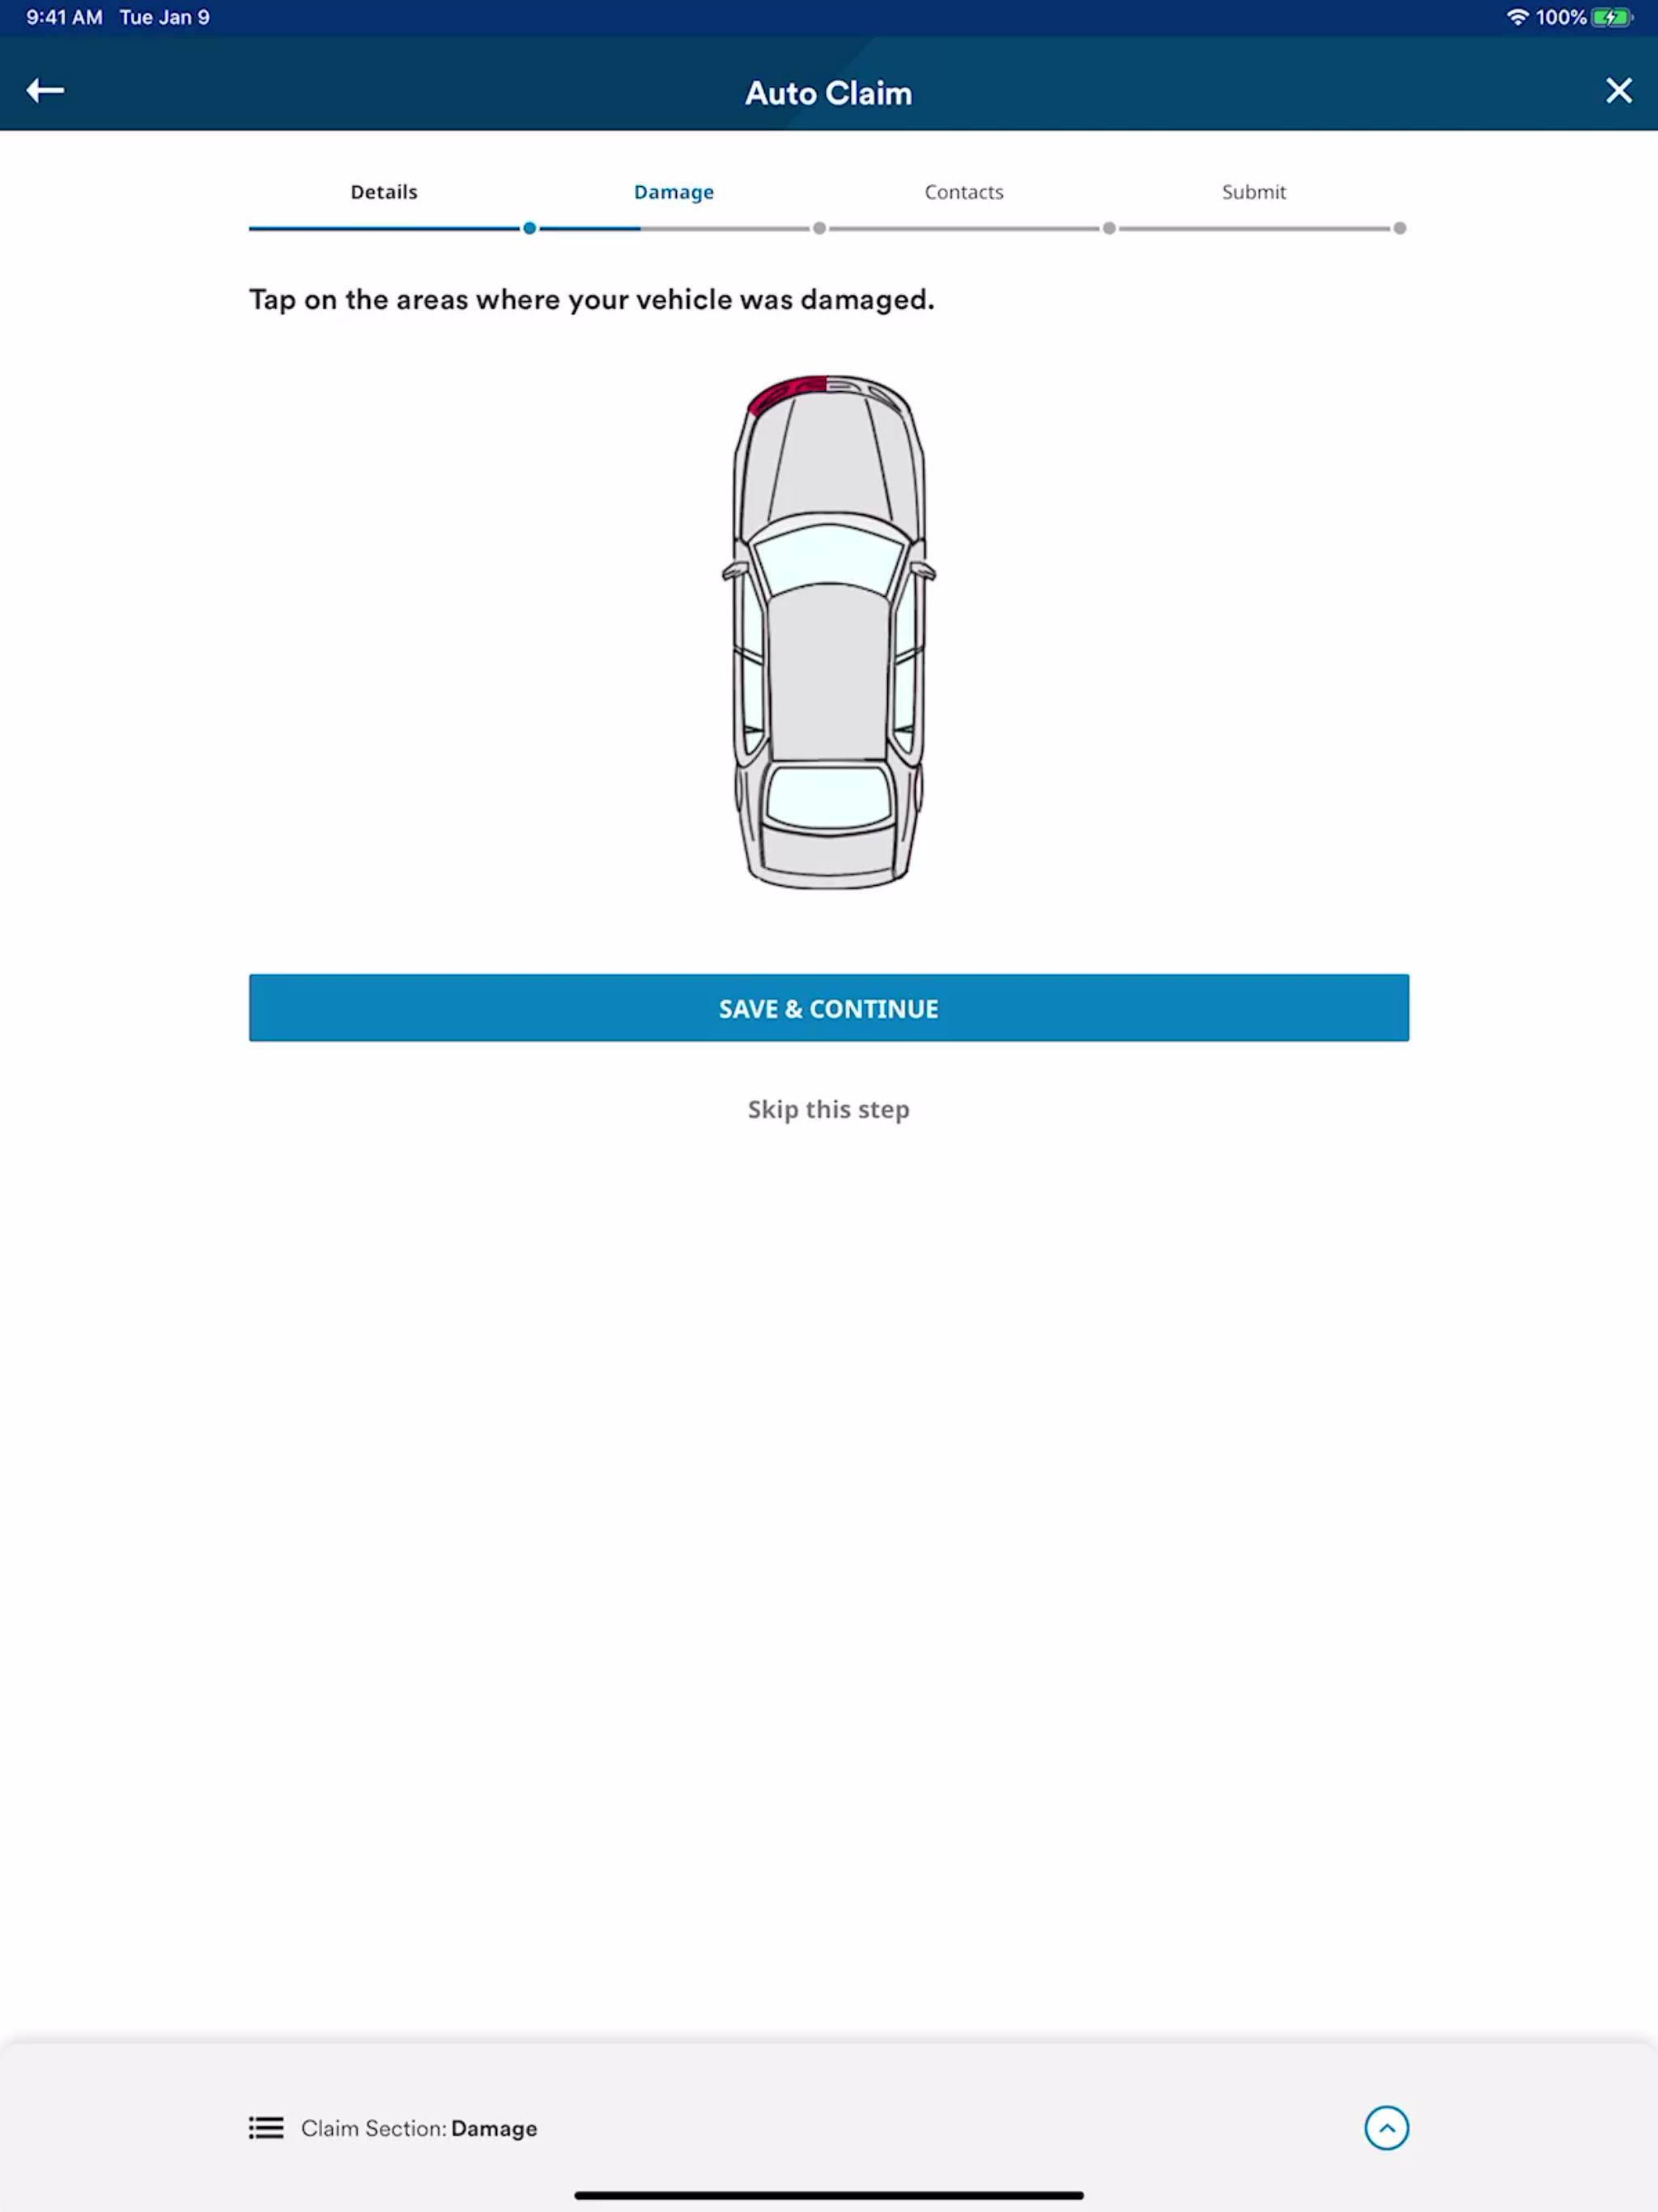 9:41 AM Tue Jan 9 100%
Auto Claim
Details Damage Contacts Submit
Tap on the areas where your vehicle was damaged.
SAVE & CONTINUE
Skip this step
Claim Section: Damage